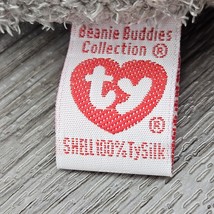 Beanie Buddies
Collection ®
ty
®
SHELL100%TySilk